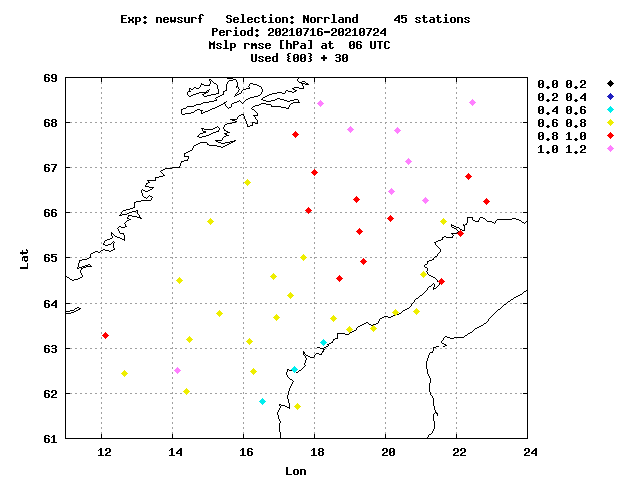 Exp: newsurf Selection: Norrland 45 stations
Period: 20210716-20210724
Mslp rmse [hPa] at 06 UTC
Used {00} + 30
0.0 0.2
0.2 0.4
0.4 0.6
0.6 0.8
0.8 1.0
1.0 1.2
69
68
67
66
65
64
63
62
61
Lat
12 14 16 18 20 22 24
Lon